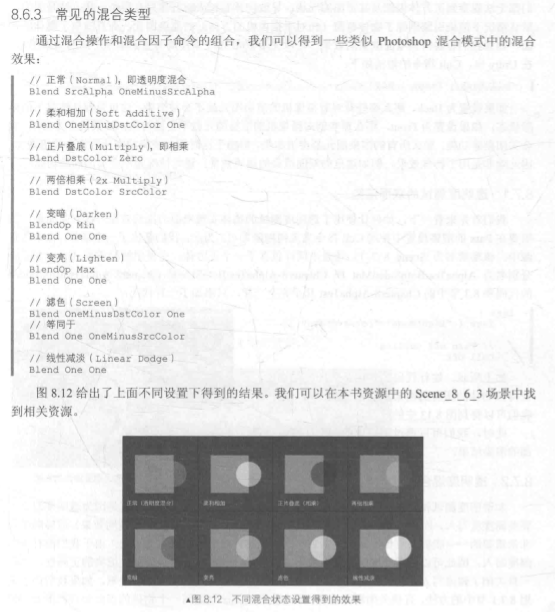 8.6.3 常见的混合类型
通过混合操作和混合因子命令的组合，我们可以得到一些类似 Photoshop 混合模式中的混合
效果：
// 正常（Normal），即透明度混合
Blend SrcAlpha OneMinusSrcAlpha
// 柔和相加（Soft Additive）
Blend OneMinusDstColor One
// 正片叠底（Multiply），即相乘
Blend DstColor Zero
// 两倍相乘（2x Multiply）
Blend DstColor SrcColor
// 变暗（Darken）
BlendOp Min
Blend One One
// 变亮（Lighten）
BlendOp Max
Blend One One
// 滤色（Screen）
Blend OneMinusDstColor One
// 等同于
Blend One OneMinusSrcColor
// 线性减淡（Linear Dodge）
Blend One One
图 8.12 给出了上面不同设置下得到的结果。我们可以在本书资源中的 Scene_8_6_3 场景中找
到相关资源。
正常（透明度混合） 柔和相加 正片叠底（相乘） 两倍相乘
变暗 变亮 滤色 线性减淡
▲图 8.12 不同混合状态设置得到的效果